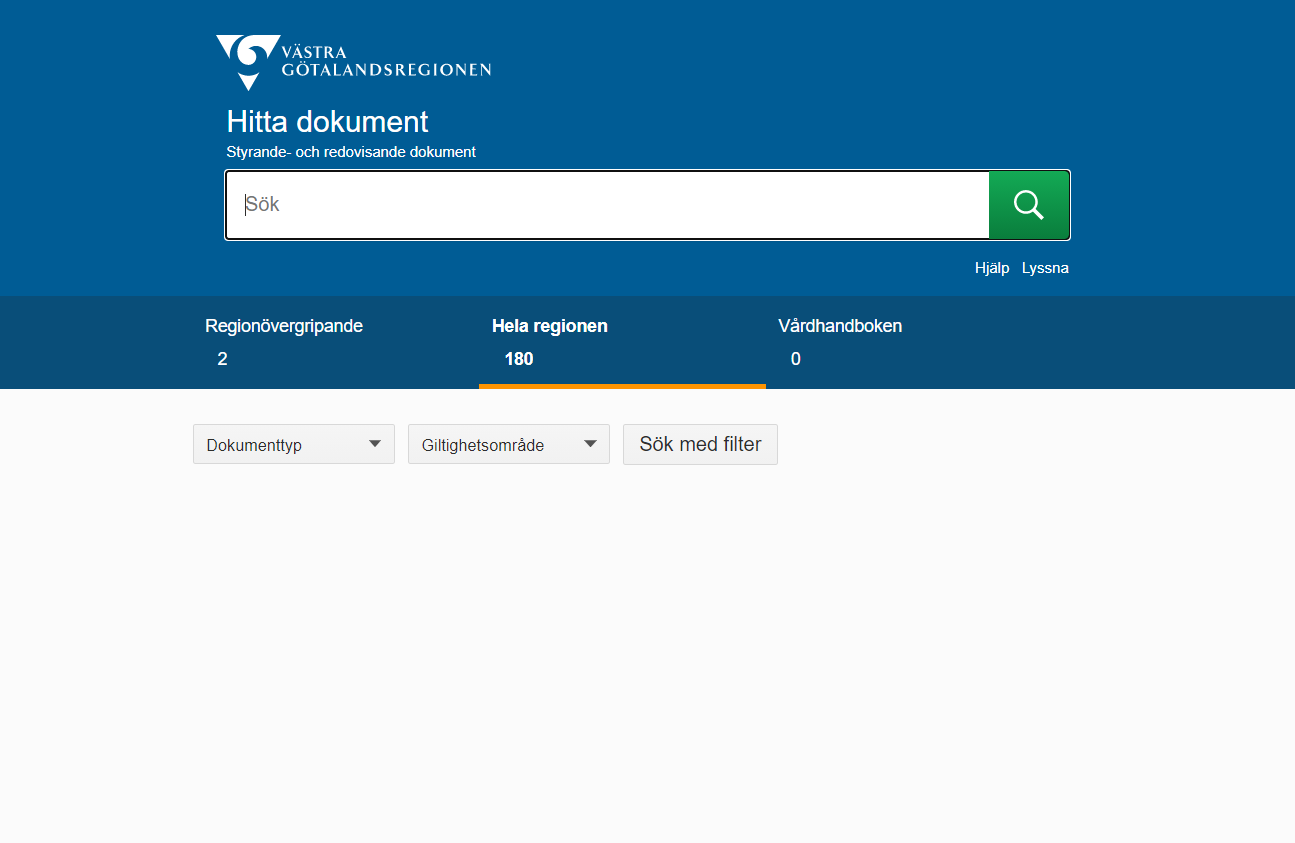 VÄSTRA
GÖTALANDSREGIONEN
Hitta dokument
Styrande- och redovisande dokument
Sök
Hjälp Lyssna
Regionövergripande Hela regionen Vårdhandboken
2 180 0
Dokumenttyp Giltighetsområde Sök med filter